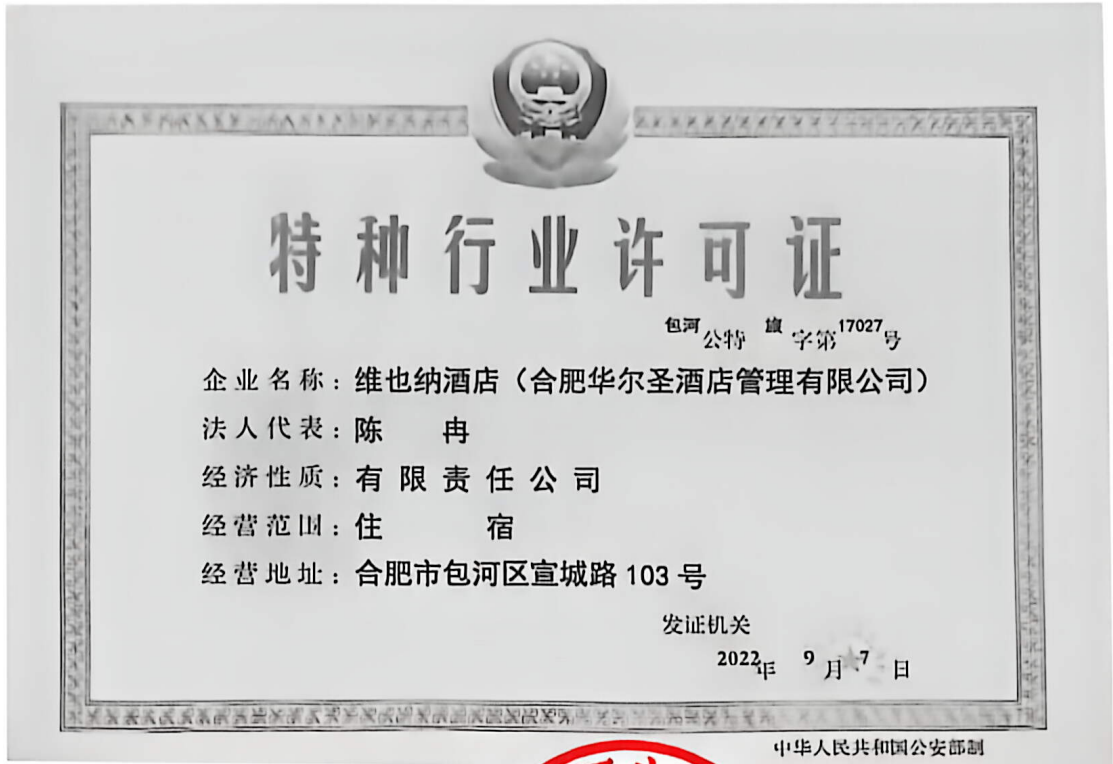 特种行业许可证
包河公特 旅 字第17027号
企业名称：维也纳酒店（合肥华尔圣酒店管理有限公司）
法人代表：陈 冉
经济性质：有限责任公司
经营范围：住 宿
经营地址：合肥市包河区宣城路 103 号
发证机关
2022年 9 月 7 日
中华人民共和国公安部制